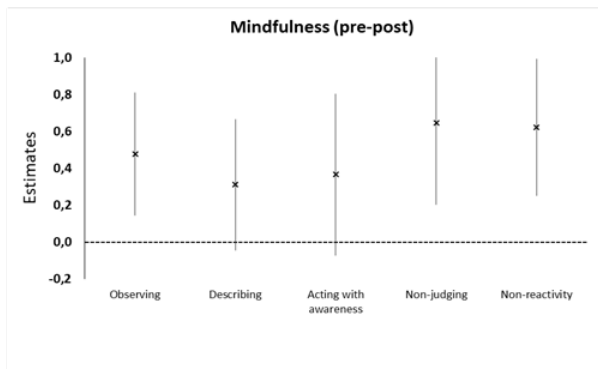 Mindfulness (pre-post)
1,0
0,8
0,6
0,4
0,2
0,0
-0,2
Estimates
Observing
Describing
Acting with
awareness
Non-judging
Non-reactivity